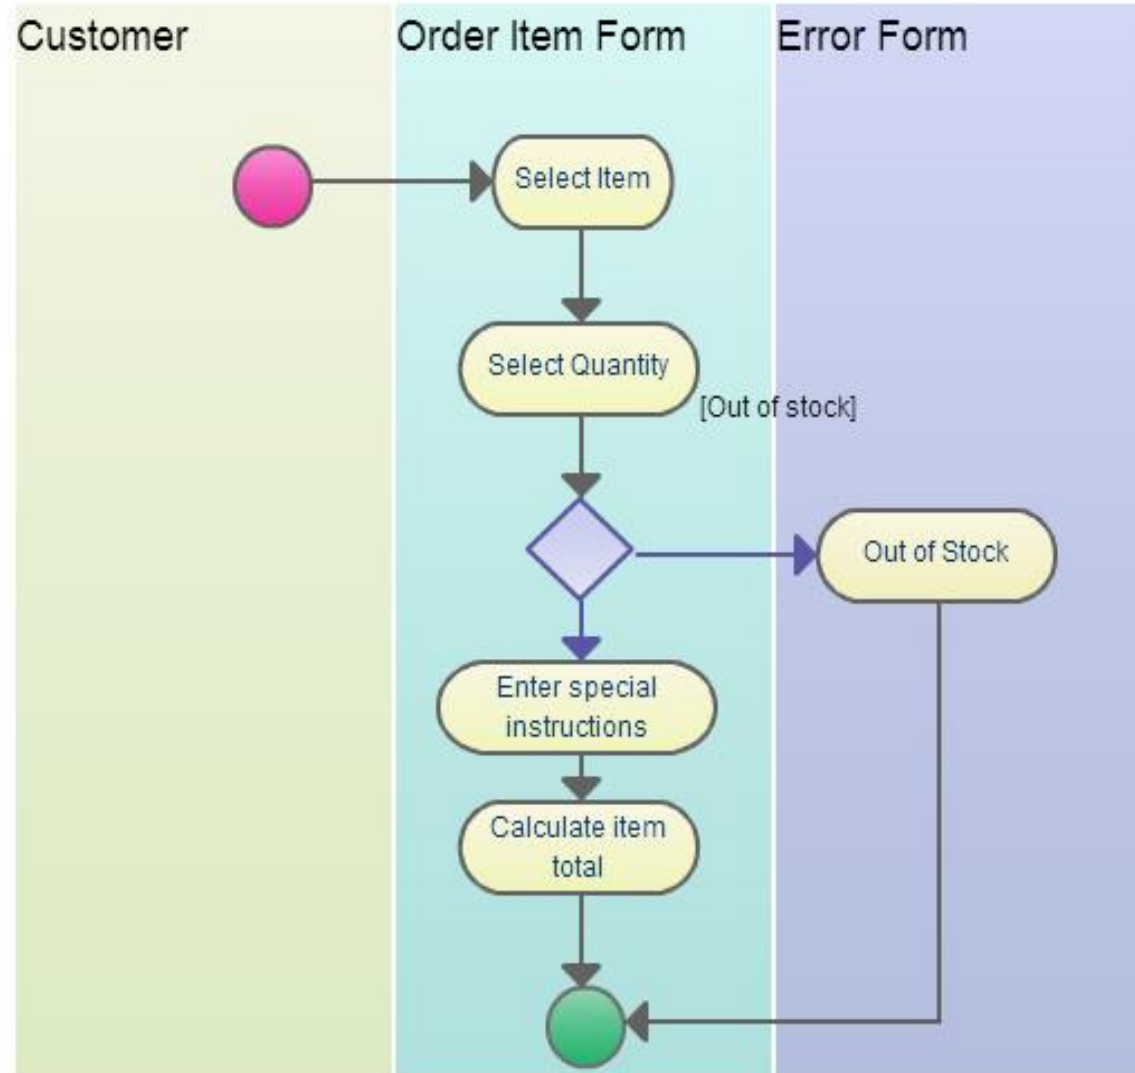 Customer
Order Item Form
Error Form
Select Item
Select Quantity
[Out of stock]
Out of Stock
Enter special
instructions
Calculate item
total